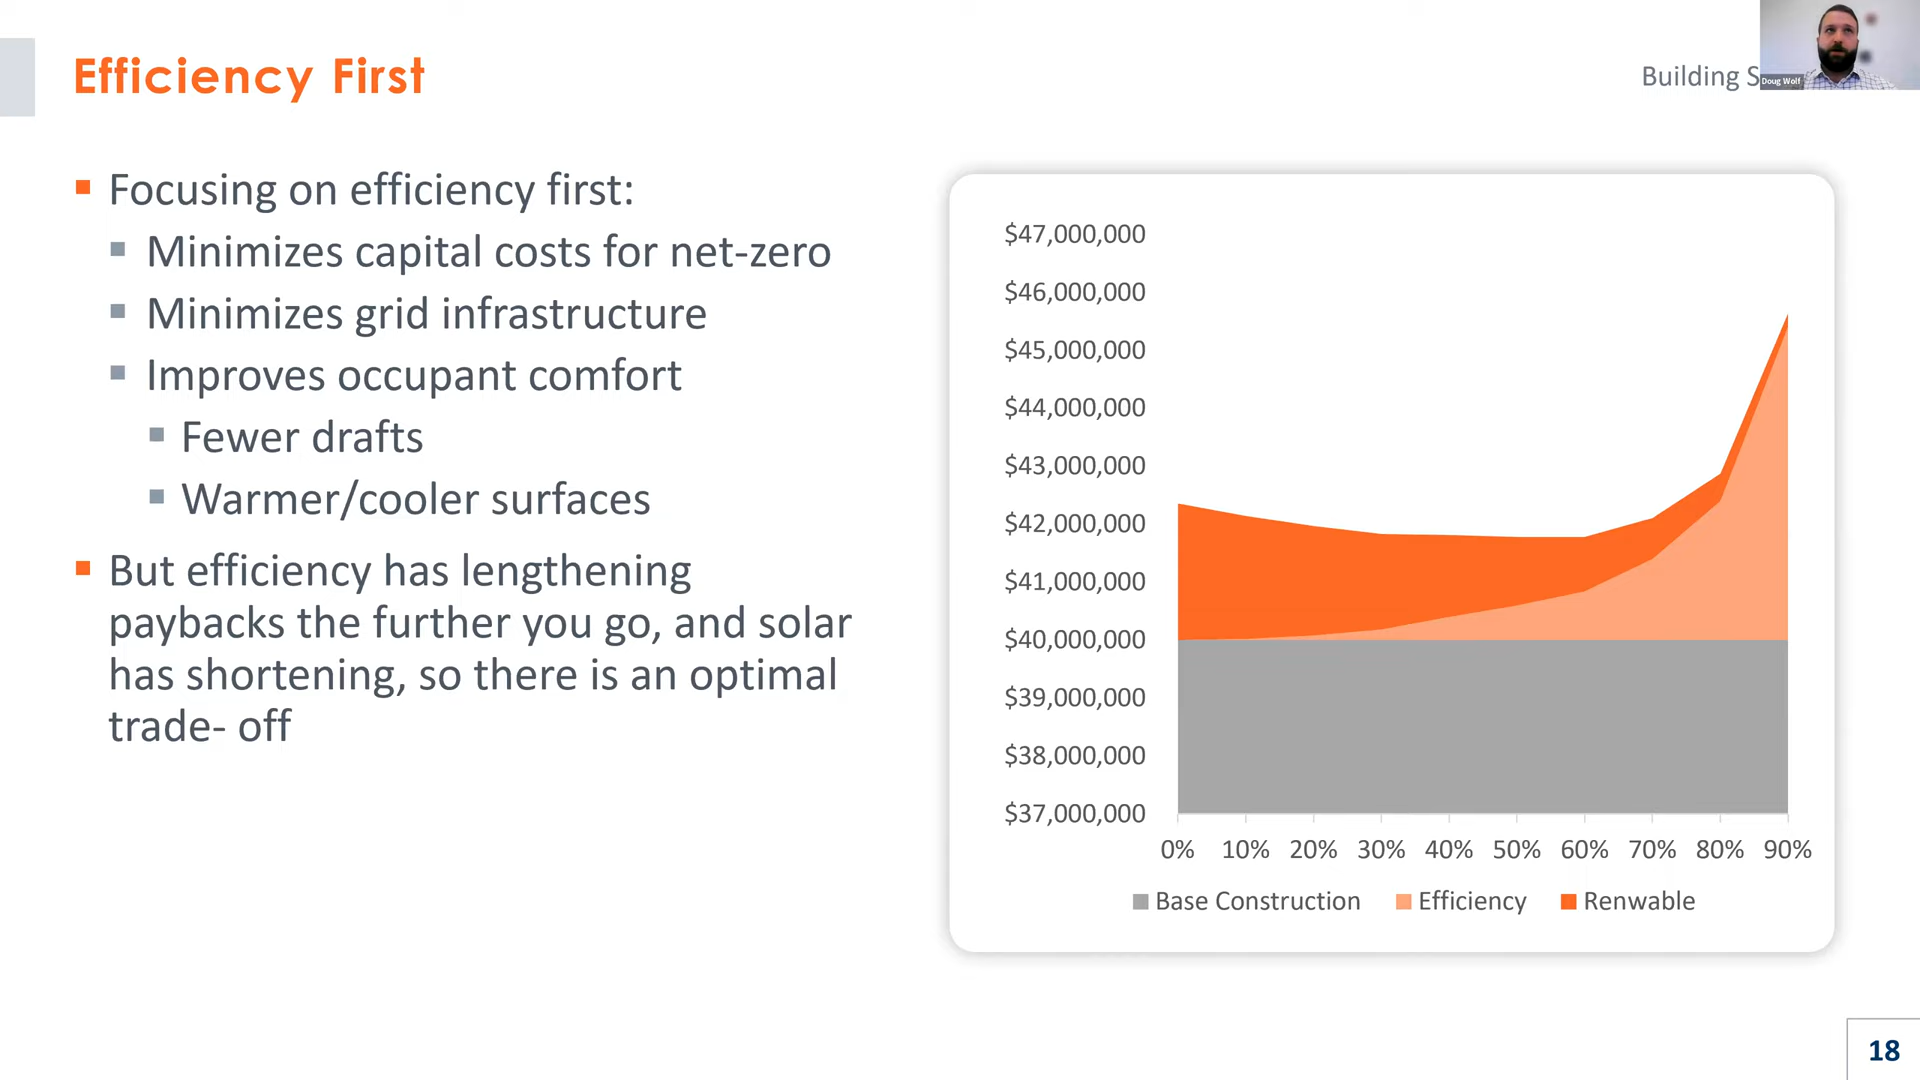 Efficiency First
Building S
Doug Wolf
Focusing on efficiency first:
Minimizes capital costs for net-zero
Minimizes grid infrastructure
Improves occupant comfort
Fewer drafts
Warmer/cooler surfaces
But efficiency has lengthening
paybacks the further you go, and solar
has shortening, so there is an optimal
trade- off
$47,000,000
$46,000,000
$45,000,000
$44,000,000
$43,000,000
$42,000,000
$41,000,000
$40,000,000
$39,000,000
$38,000,000
$37,000,000
0% 10% 20% 30% 40% 50% 60% 70% 80% 90%
Base Construction Efficiency Renwable
18